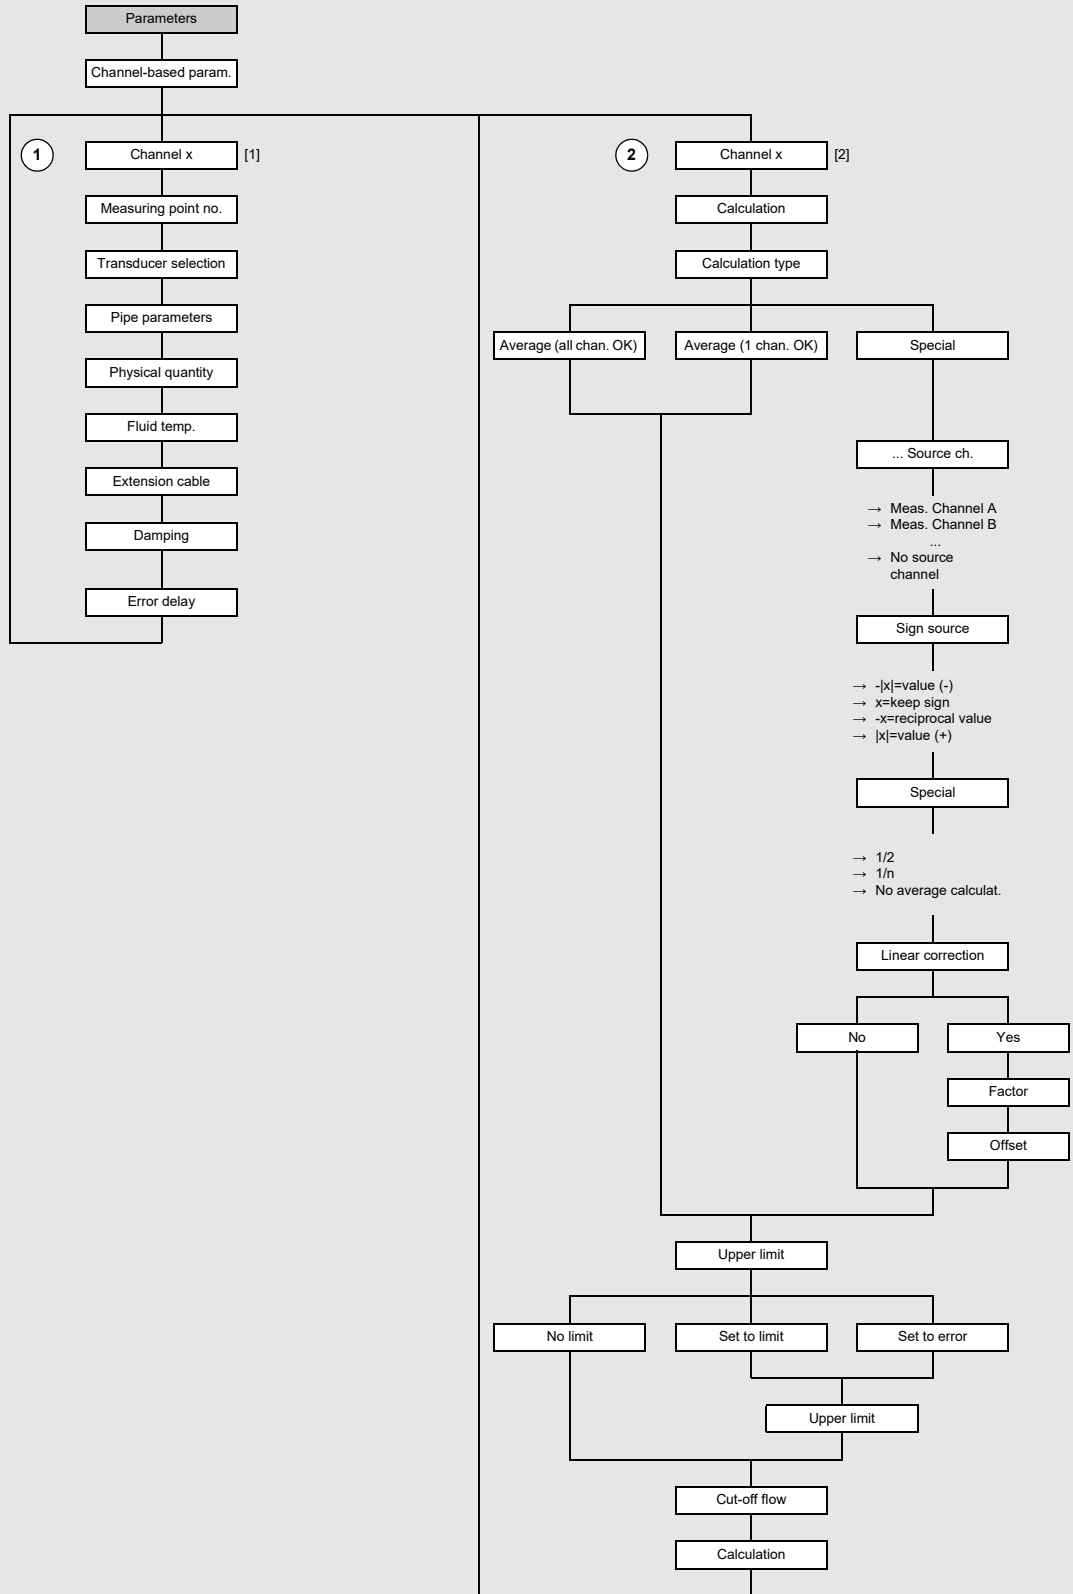 Parameters
Channel-based param.
1
Channel x
[1]
Measuring point no.
Transducer selection
Pipe parameters
Physical quantity
Fluid temp.
Extension cable
Damping
Error delay
2
Channel x
[2]
Calculation
Calculation type
Average (all chan. OK)
Average (1 chan. OK)
Special
... Source ch.
→ Meas. Channel A
→ Meas. Channel B
...
→ No source
channel
Sign source
→ -|x|=value (-)
→ x=keep sign
→ -x=reciprocal value
→ |x|=value (+)
Special
→ 1/2
→ 1/n
→ No average calculat.
Linear correction
No
Yes
Factor
Offset
Upper limit
No limit
Set to limit
Set to error
Upper limit
Cut-off flow
Calculation